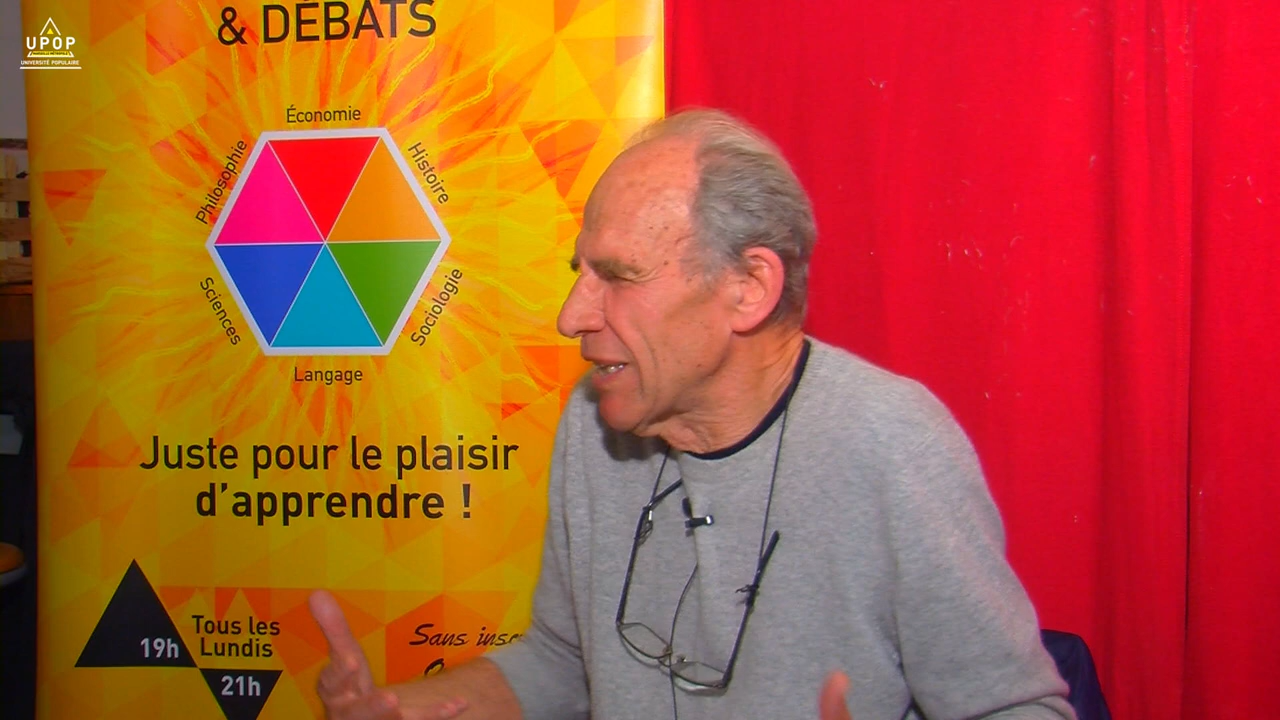 UPOP
UNIVERSITÉ POPULAIRE
& DÉBATS
Économie
Philosophie
Histoire
Sciences
Sociologie
Langage
Juste pour le plaisir
d'apprendre !
19h
Tous les
Lundis
21h
Sans